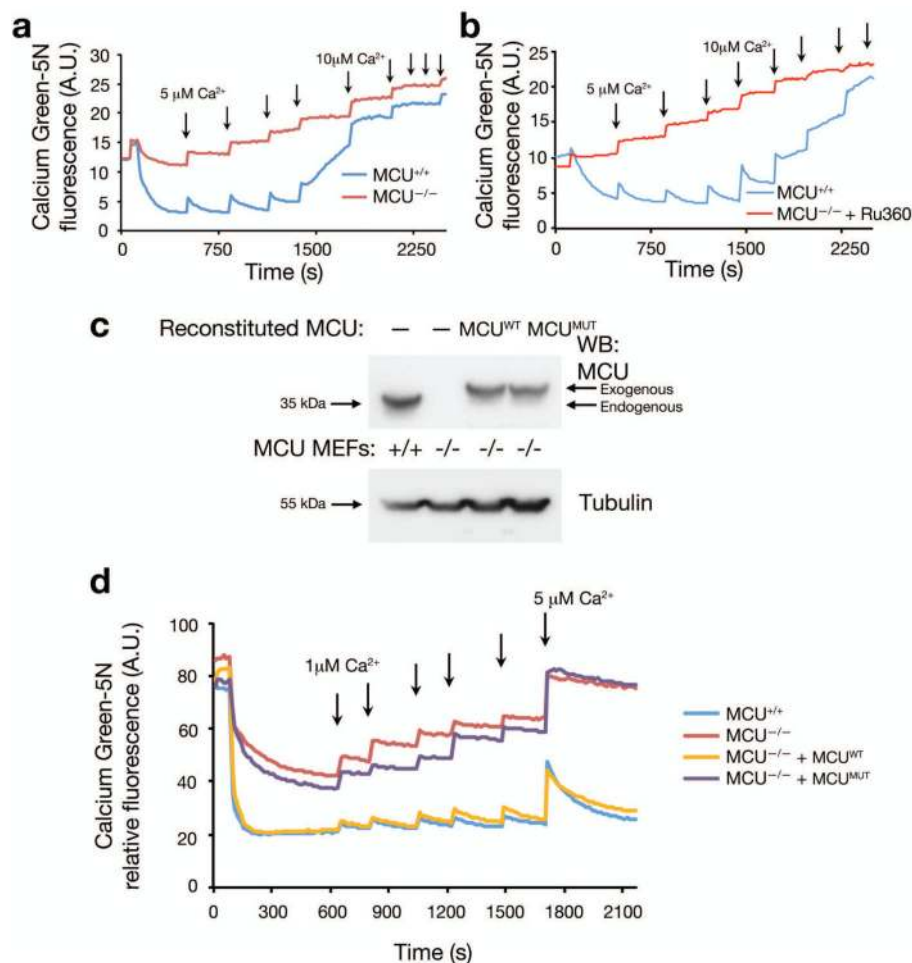 a
Calcium Green-5N
fluorescence (A.U.)
30
25
20
15
10
5
0
5 μM Ca²⁺
10μM Ca²⁺
MCU⁺/⁺
MCU⁻/⁻
0 750 1500 2250
Time (s)
b
Calcium Green-5N
fluorescence (A.U.)
25
20
15
10
5
0
5 μM Ca²⁺
10μM Ca²⁺
MCU⁺/⁺
MCU⁻/⁻ + Ru360
0 750 1500 2250
Time (s)
c
Reconstituted MCU: – – MCUᵂᵀ MCUᴹᵁᵀ
WB:
MCU
Exogenous
35 kDa
Endogenous
MCU MEFs: +/+ -/- -/- -/-
55 kDa
Tubulin
d
Calcium Green-5N
relative fluorescence (A.U.)
100
80
60
40
20
0
1μM Ca²⁺
5 μM Ca²⁺
MCU⁺/⁺
MCU⁻/⁻
MCU⁻/⁻ + MCUᵂᵀ
MCU⁻/⁻ + MCUᴹᵁᵀ
0 300 600 900 1200 1500 1800 2100
Time (s)